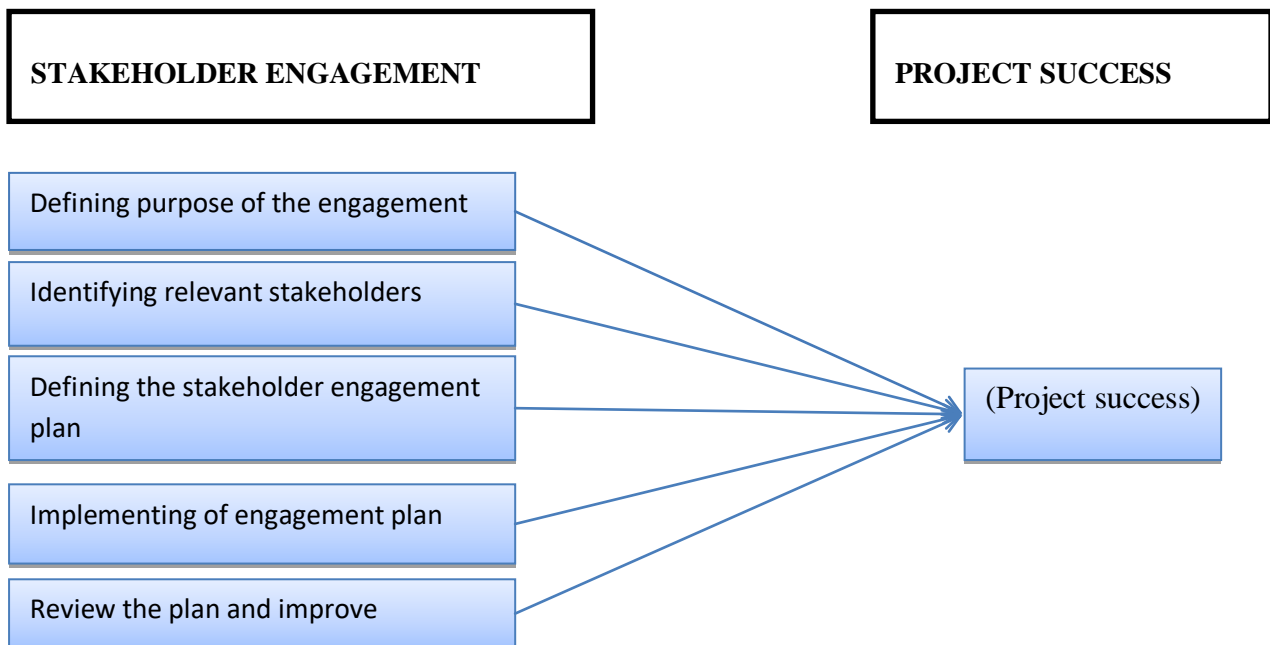 STAKEHOLDER ENGAGEMENT
PROJECT SUCCESS
Defining purpose of the engagement
Identifying relevant stakeholders
Defining the stakeholder engagement
plan
(Project success)
Implementing of engagement plan
Review the plan and improve